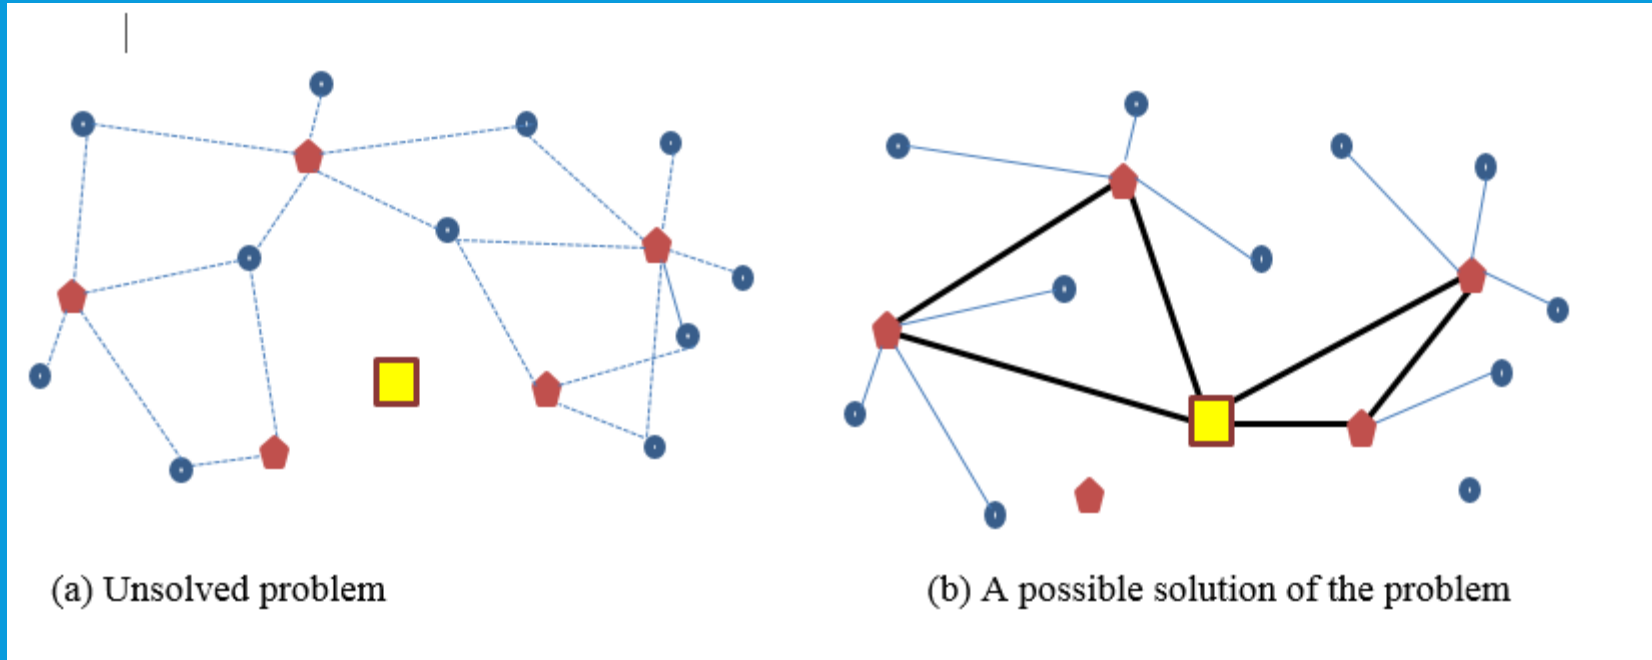 (a) Unsolved problem
(b) A possible solution of the problem